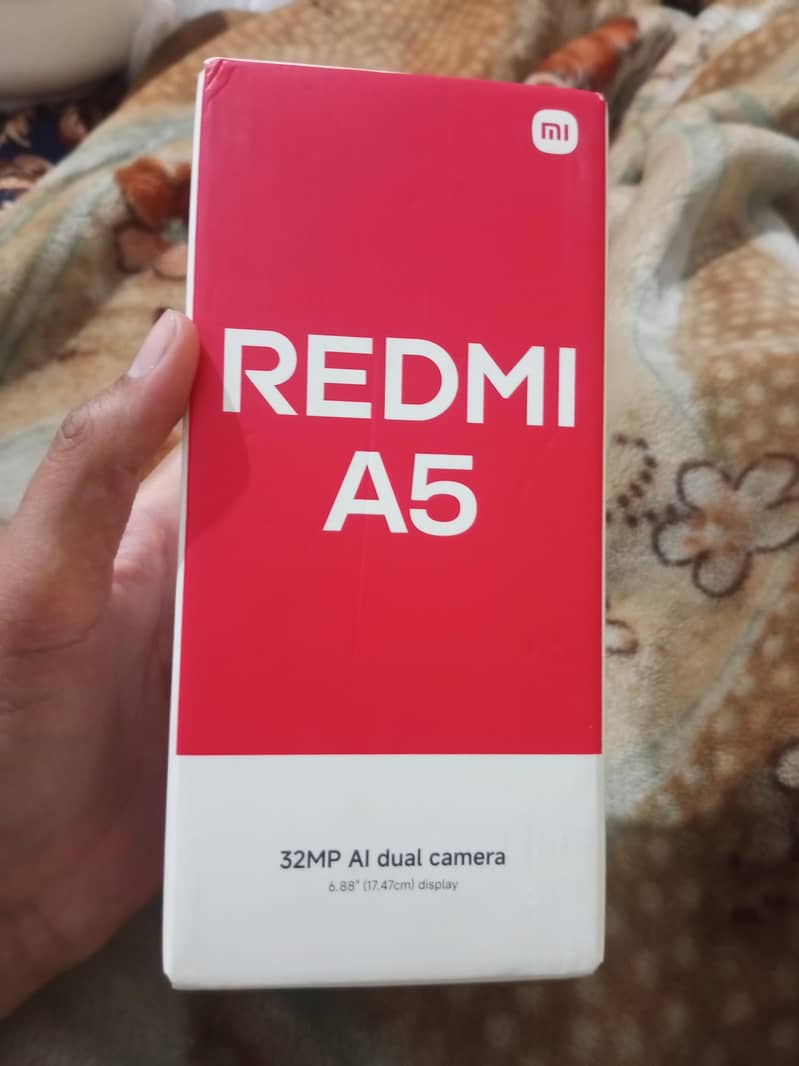 mi
REDMI
A5
32MP AI dual camera
6.88" (17.47cm) display